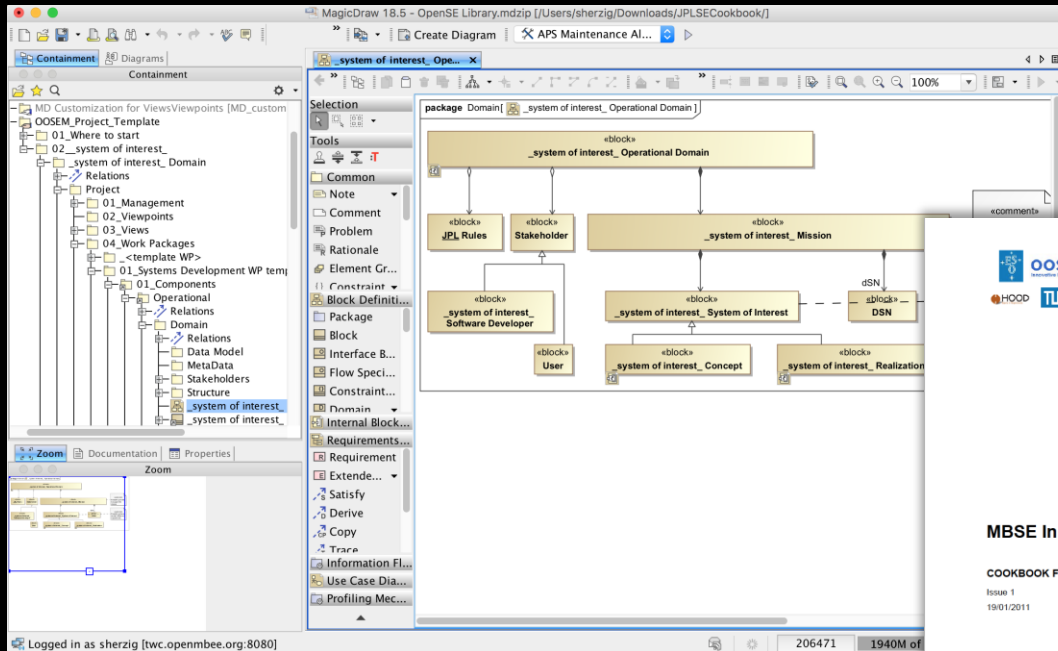 MagicDraw 18.5 - OpenSE Library.mdzip [/Users/sherzig/Downloads/JPLSECookbook/]
Create Diagram
APS Maintenance Al...
Containment
Diagrams
Containment
MD Customization for ViewsViewpoints [MD_custom
OOSEM_Project_Template
01_Where to start
02__system of interest_
_system of interest_ Domain
Relations
Project
01_Management
02_Viewpoints
03_Views
04_Work Packages
_<template WP>
01_Systems Development WP temp
01_Components
Operational
Relations
Domain
Relations
Data Model
MetaData
Stakeholders
Structure
_system of interest_
_system of interest_
Zoom
Documentation
Properties
Zoom
Logged in as sherzig [twc.openmbee.org:8080]
_system of interest_ Ope...
100%
Selection
Tools
Common
Note
Comment
Problem
Rationale
Element Gr...
Constraint
Block Definiti...
Package
Block
Interface B...
Flow Speci...
Constraint...
Domain
Internal Block...
Requirements...
Requirement
Extende...
Satisfy
Derive
Copy
Trace
Information Fl...
Use Case Dia...
Profiling Mec...
package Domain[ _system of interest_ Operational Domain ]
«block»
_system of interest_ Operational Domain
«block»
JPL Rules
«block»
Stakeholder
«block»
_system of interest_ Mission
«comment»
«block»
_system of interest_
Software Developer
«block»
User
«block»
_system of interest_ System of Interest
dSN
«block»
DSN
«block»
_system of interest_ Concept
«block»
_system of interest_ Realization
206471
1940M of
HOOD
MBSE In
COOKBOOK F
Issue 1
19/01/2011